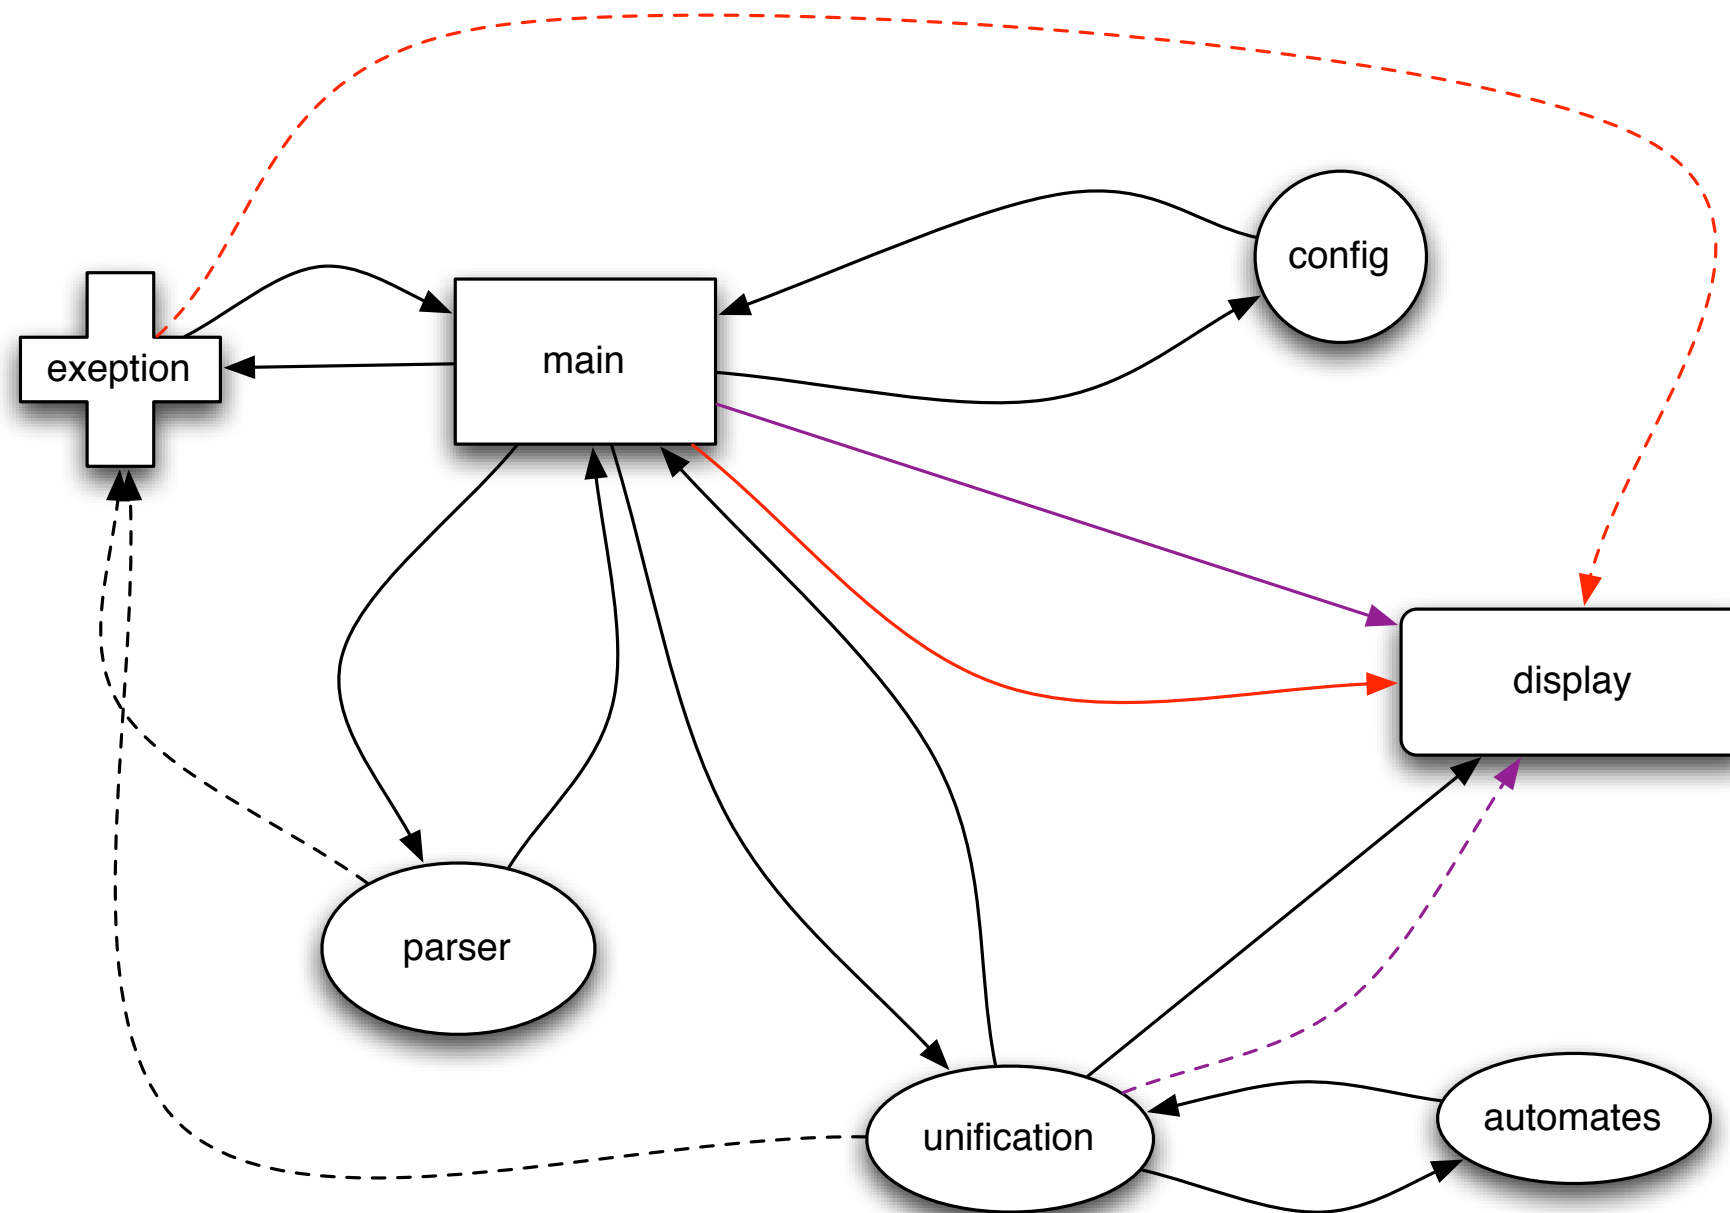 config
exeption
main
display
parser
unification
automates